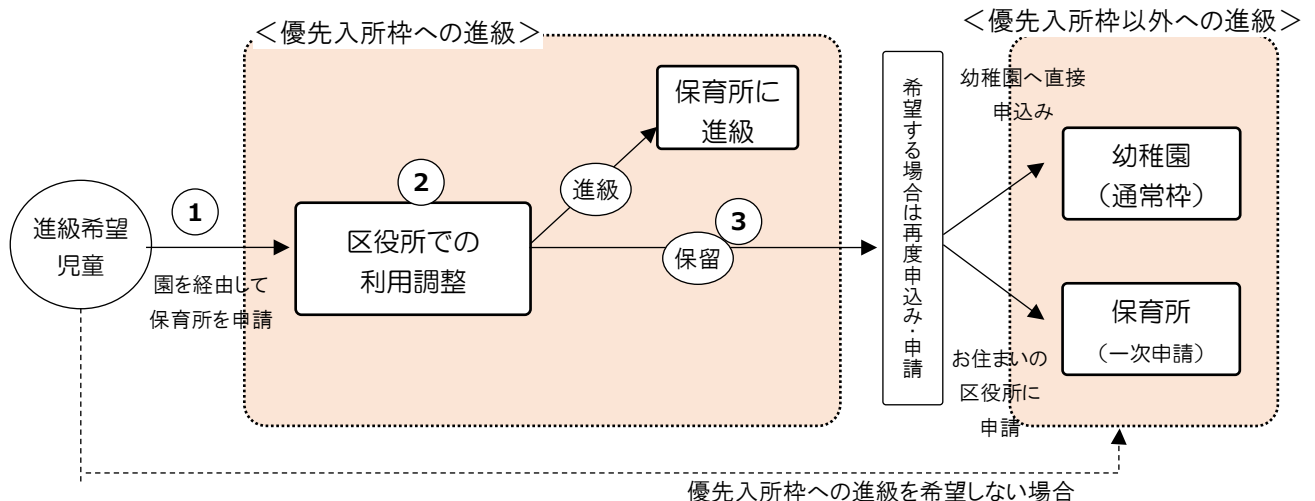 <優先入所枠への進級>
<優先入所枠以外への進級>
進級希望
児童
1
園を経由して
保育所を申請
2
区役所での
利用調整
進級
保育所に
進級
3
保留
希望する場合は再度申込み・申請
幼稚園へ直接
申込み
幼稚園
(通常枠)
保育所
(一次申請)
お住まいの
区役所に
申請
優先入所枠への進級を希望しない場合